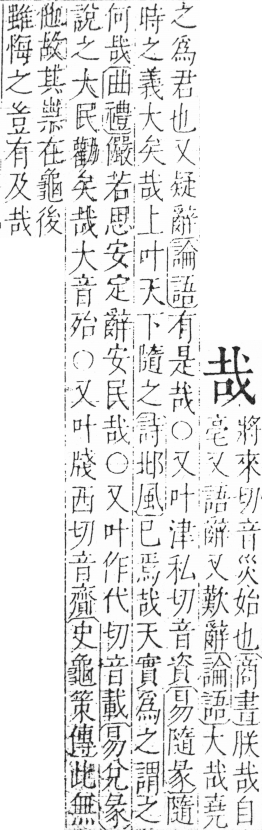 哉
將來切音災始也商書朕哉自
亳又語辭又歎辭論語大哉堯
之爲君也又疑辭論語有是哉○又叶津私切音資易隨彖隨
時之義大矣哉上叶天下隨之詩邶風已焉哉天實爲之謂之
何哉曲禮儼若思安定辭安民哉○又叶作代切音載易兌彖
說之大民勸矣哉大音殆○又叶牋西切音齎史龜策傳此無
他故其祟在龜後
雖悔之豈有及哉